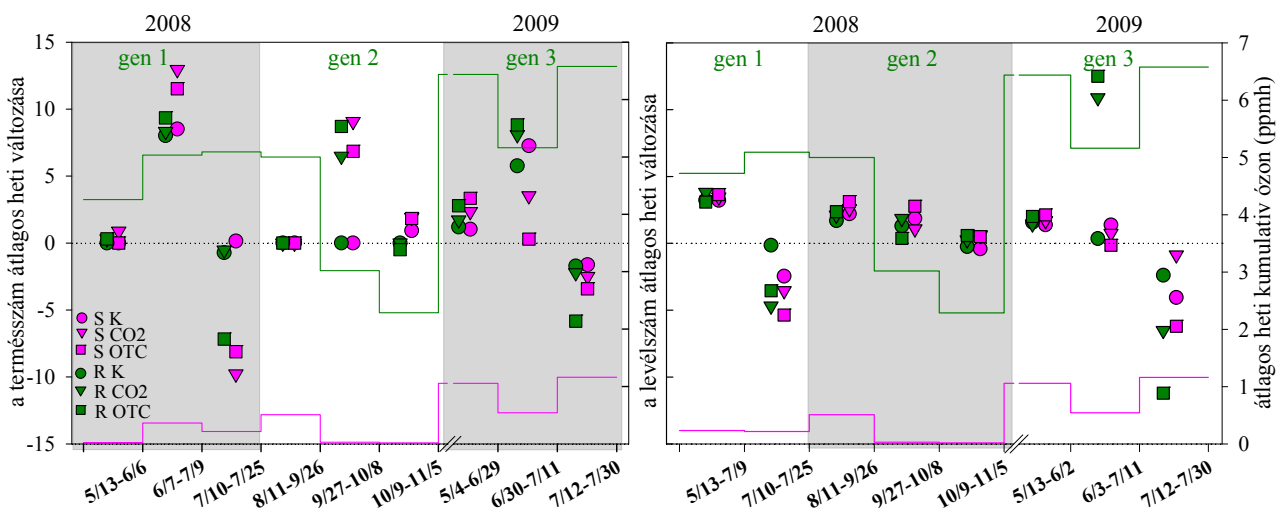 2008
2009
2008
2009
gen 1
gen 2
gen 3
gen 1
gen 2
gen 3
a termésszám átlagos heti változása
15
10
5
0
-5
-10
-15
S K
S CO2
S OTC
R K
R CO2
R OTC
5/13-6/6
6/7-7/9
7/10-7/25
8/11-9/26
9/27-10/8
10/9-11/5
5/4-6/29
6/30-7/11
7/12-7/30
a levélszám átlagos heti változása
5/13-7/9
7/10-7/25
8/11-9/26
9/27-10/8
10/9-11/5
5/13-6/2
6/3-7/11
7/12-7/30
7
6
5
4
3
2
1
0
átlagos heti kumulatív ózon (ppmh)